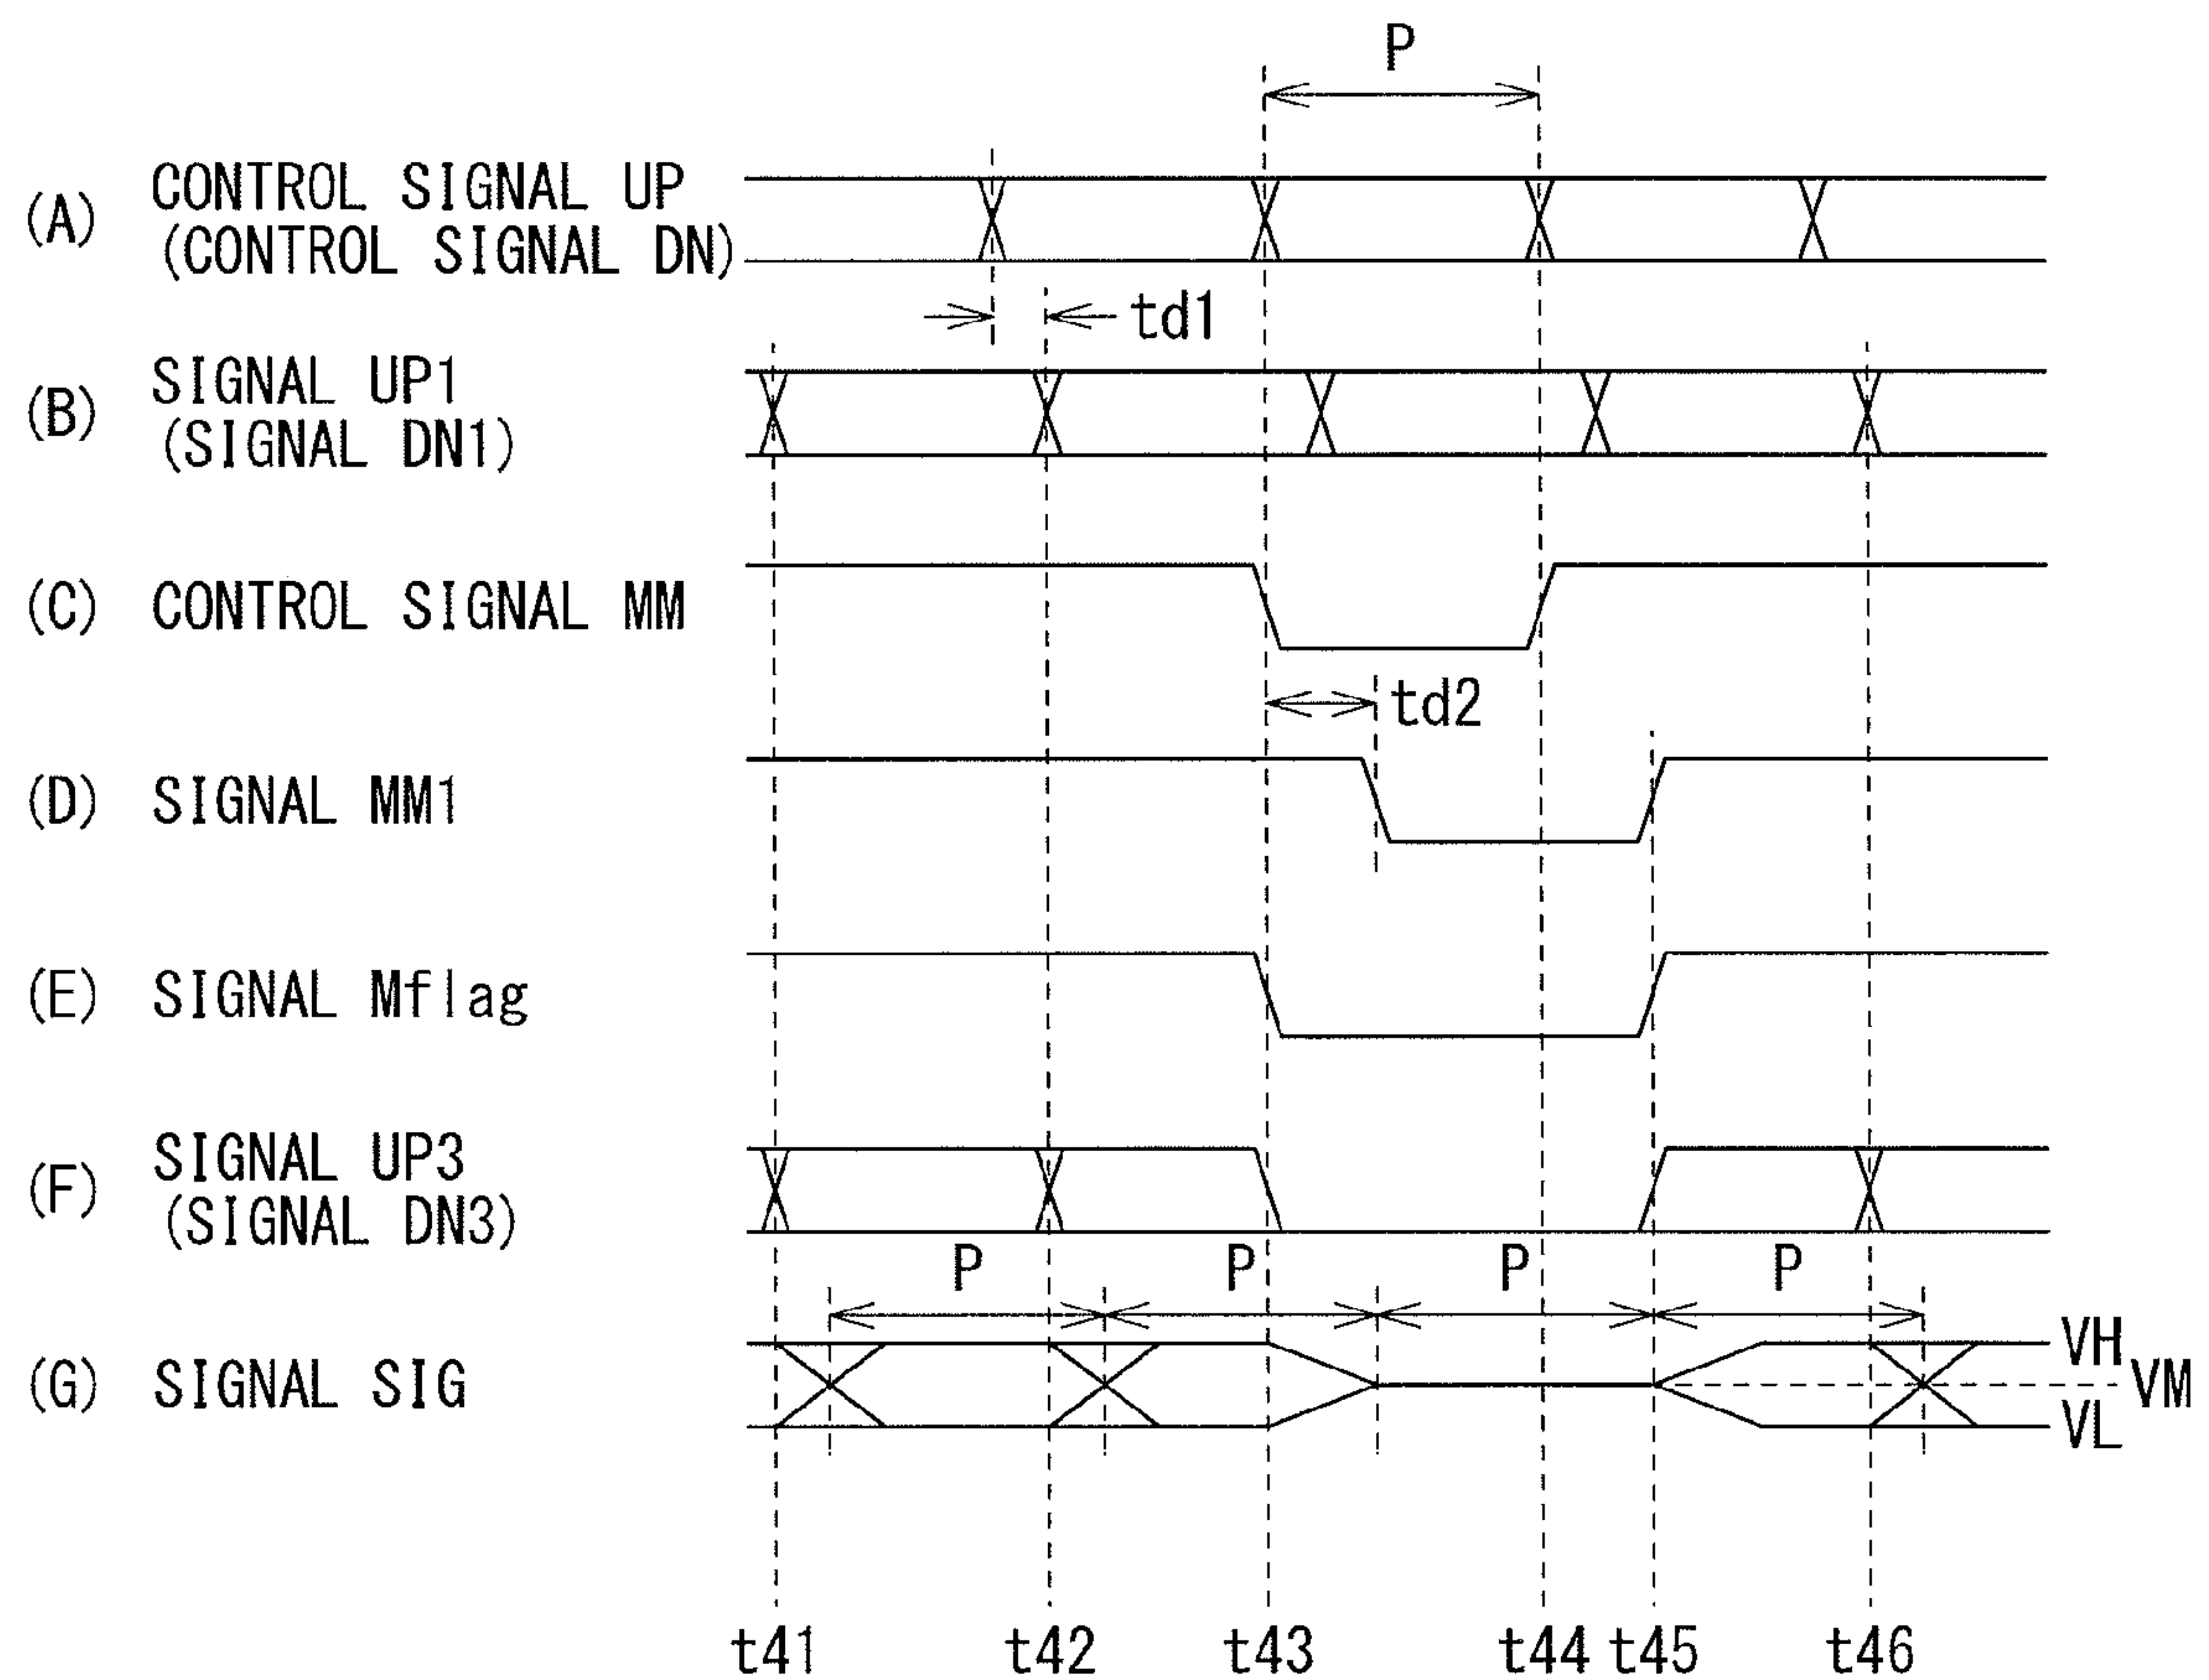 P
(A) CONTROL SIGNAL UP
(CONTROL SIGNAL DN)
td1
(B) SIGNAL UP1
(SIGNAL DN1)
(C) CONTROL SIGNAL MM
td2
(D) SIGNAL MM1
(E) SIGNAL Mflag
(F) SIGNAL UP3
(SIGNAL DN3)
P P P P
(G) SIGNAL SIG
VH
VM
VL
t41 t42 t43 t44 t45 t46